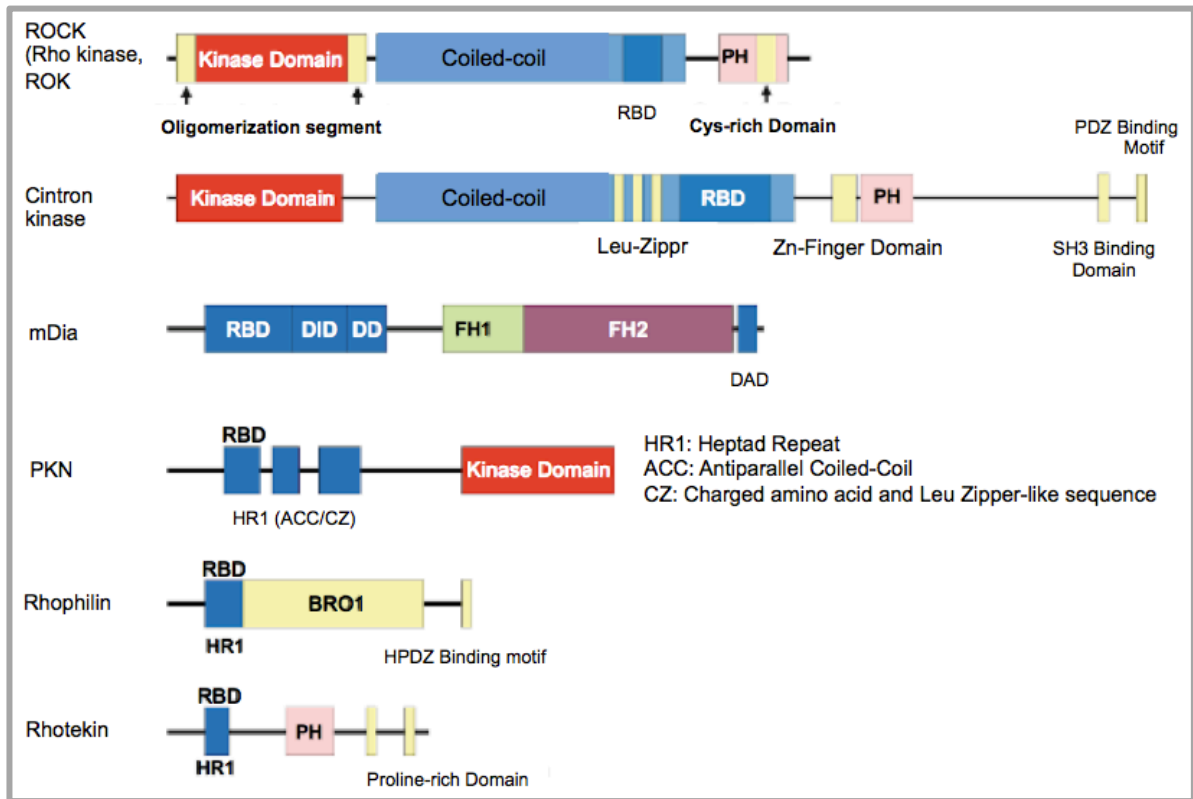 ROCK
(Rho kinase,
ROK
Kinase Domain
Coiled-coil
PH
Oligomerization segment
RBD
Cys-rich Domain
PDZ Binding
Motif
Cintron
kinase
Kinase Domain
Coiled-coil
RBD
PH
Leu-Zippr
Zn-Finger Domain
SH3 Binding
Domain
mDia
RBD
DID
DD
FH1
FH2
DAD
PKN
RBD
Kinase Domain
HR1 (ACC/CZ)
HR1: Heptad Repeat
ACC: Antiparallel Coiled-Coil
CZ: Charged amino acid and Leu Zipper-like sequence
Rhophilin
RBD
BRO1
HR1
HPDZ Binding motif
Rhotekin
RBD
PH
HR1
Proline-rich Domain